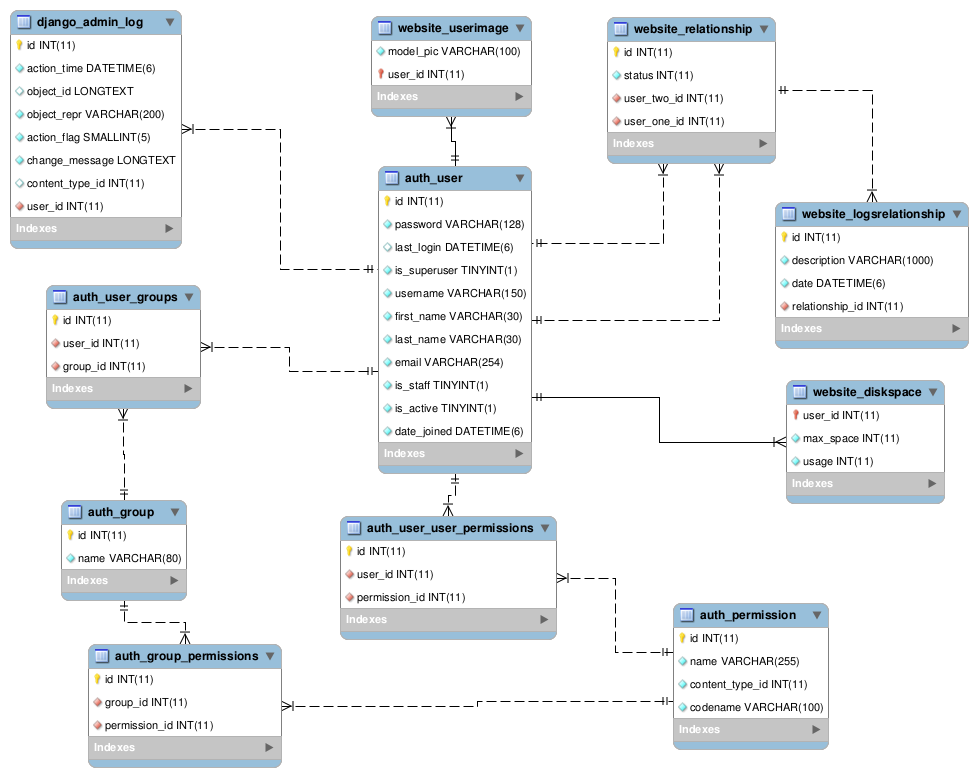 django_admin_log
id INT(11)
action_time DATETIME(6)
object_id LONGTEXT
object_repr VARCHAR(200)
action_flag SMALLINT(5)
change_message LONGTEXT
content_type_id INT(11)
user_id INT(11)
Indexes
website_userimage
model_pic VARCHAR(100)
user_id INT(11)
Indexes
website_relationship
id INT(11)
status INT(11)
user_two_id INT(11)
user_one_id INT(11)
Indexes
auth_user
id INT(11)
password VARCHAR(128)
last_login DATETIME(6)
is_superuser TINYINT(1)
username VARCHAR(150)
first_name VARCHAR(30)
last_name VARCHAR(30)
email VARCHAR(254)
is_staff TINYINT(1)
is_active TINYINT(1)
date_joined DATETIME(6)
Indexes
website_logsrelationship
id INT(11)
description VARCHAR(1000)
date DATETIME(6)
relationship_id INT(11)
Indexes
auth_user_groups
id INT(11)
user_id INT(11)
group_id INT(11)
Indexes
website_diskspace
user_id INT(11)
max_space INT(11)
usage INT(11)
Indexes
auth_group
id INT(11)
name VARCHAR(80)
Indexes
auth_user_user_permissions
id INT(11)
user_id INT(11)
permission_id INT(11)
Indexes
auth_permission
id INT(11)
name VARCHAR(255)
content_type_id INT(11)
codename VARCHAR(100)
Indexes
auth_group_permissions
id INT(11)
group_id INT(11)
permission_id INT(11)
Indexes